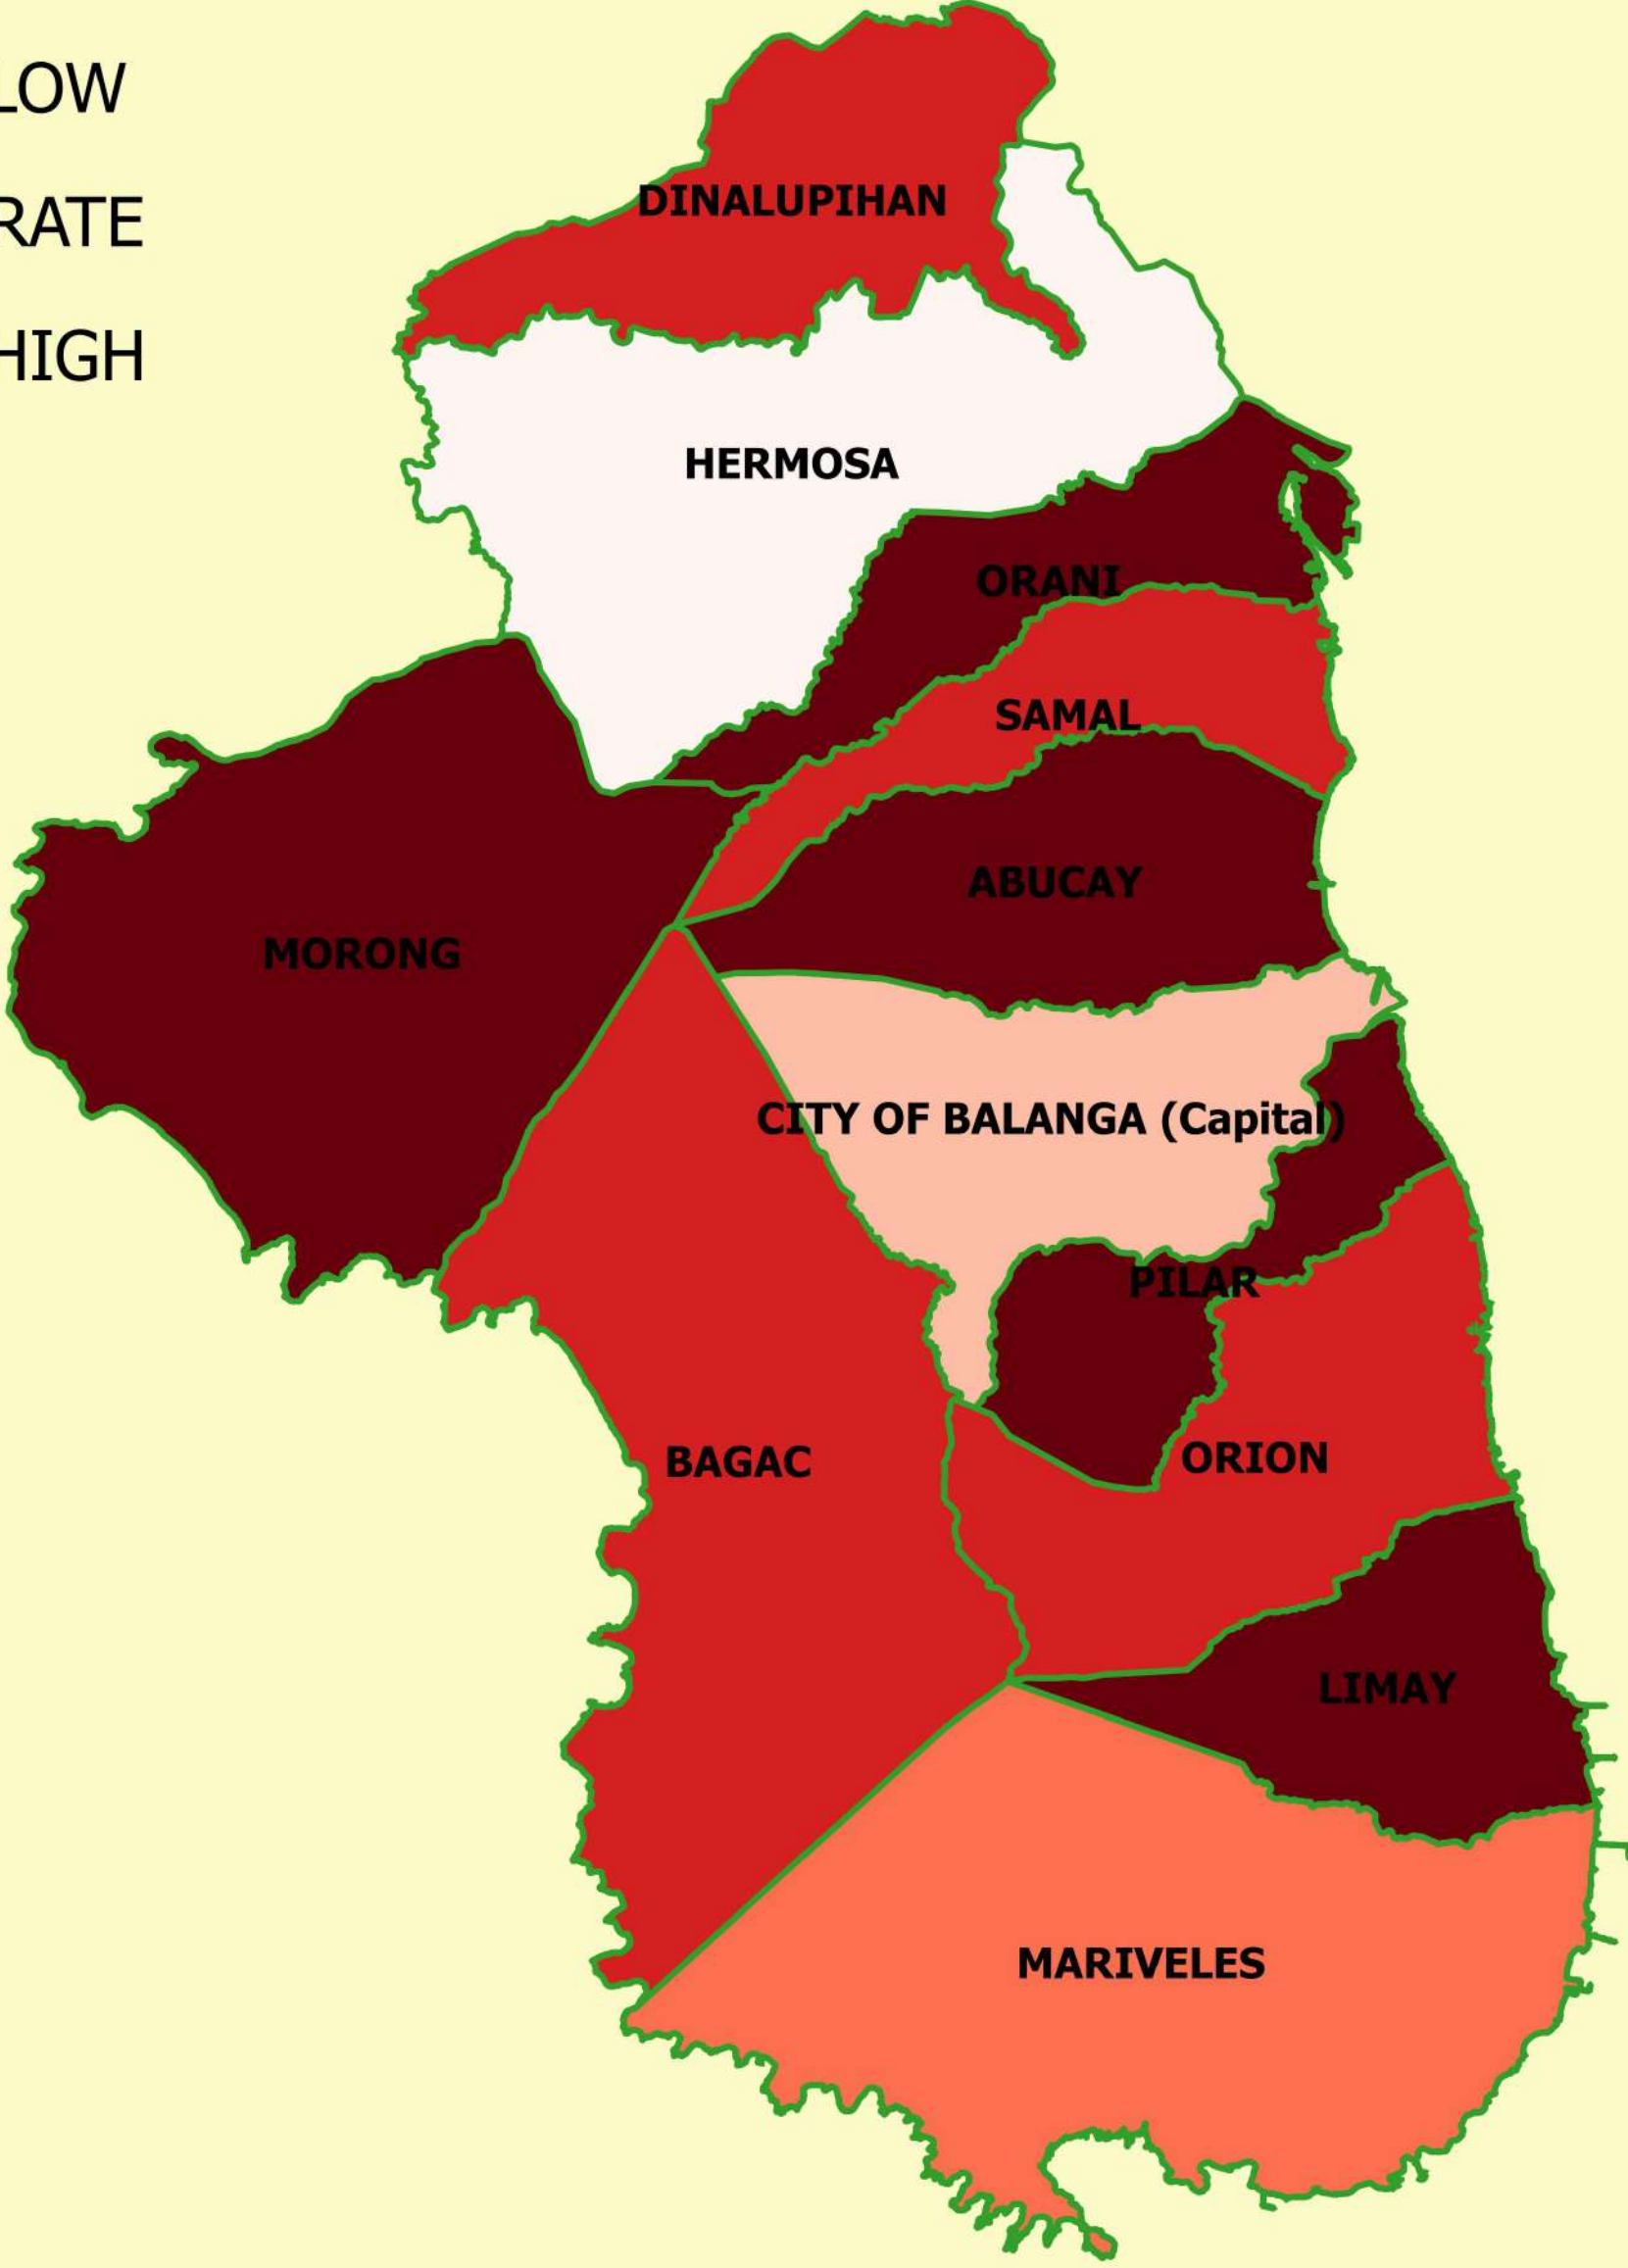 LOW
RATE
HIGH
DINALUPIHAN
HERMOSA
ORANI
SAMAL
ABUCAY
MORONG
CITY OF BALANGA (Capital)
PILAR
BAGAC
ORION
LIMAY
MARIVELES